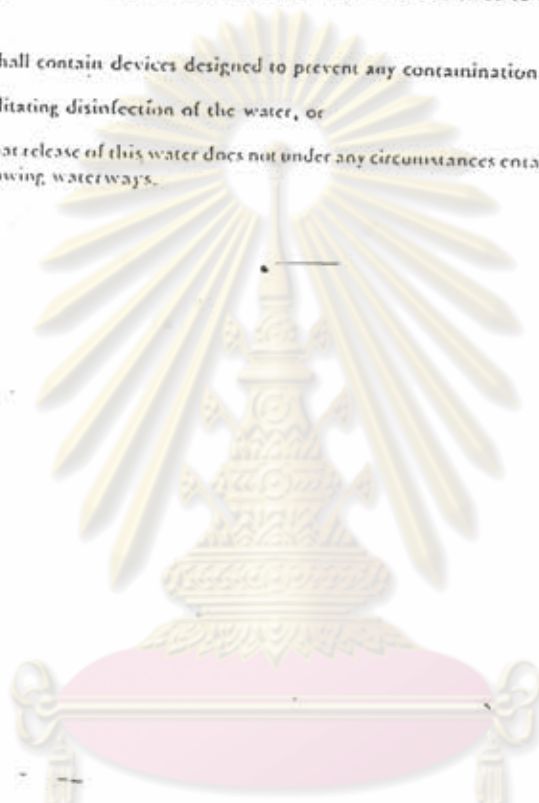 hall contain devices designed to prevent any contamination
litating disinfection of the water, or
at release of this water does not under any circumstances enta
owing waterways.